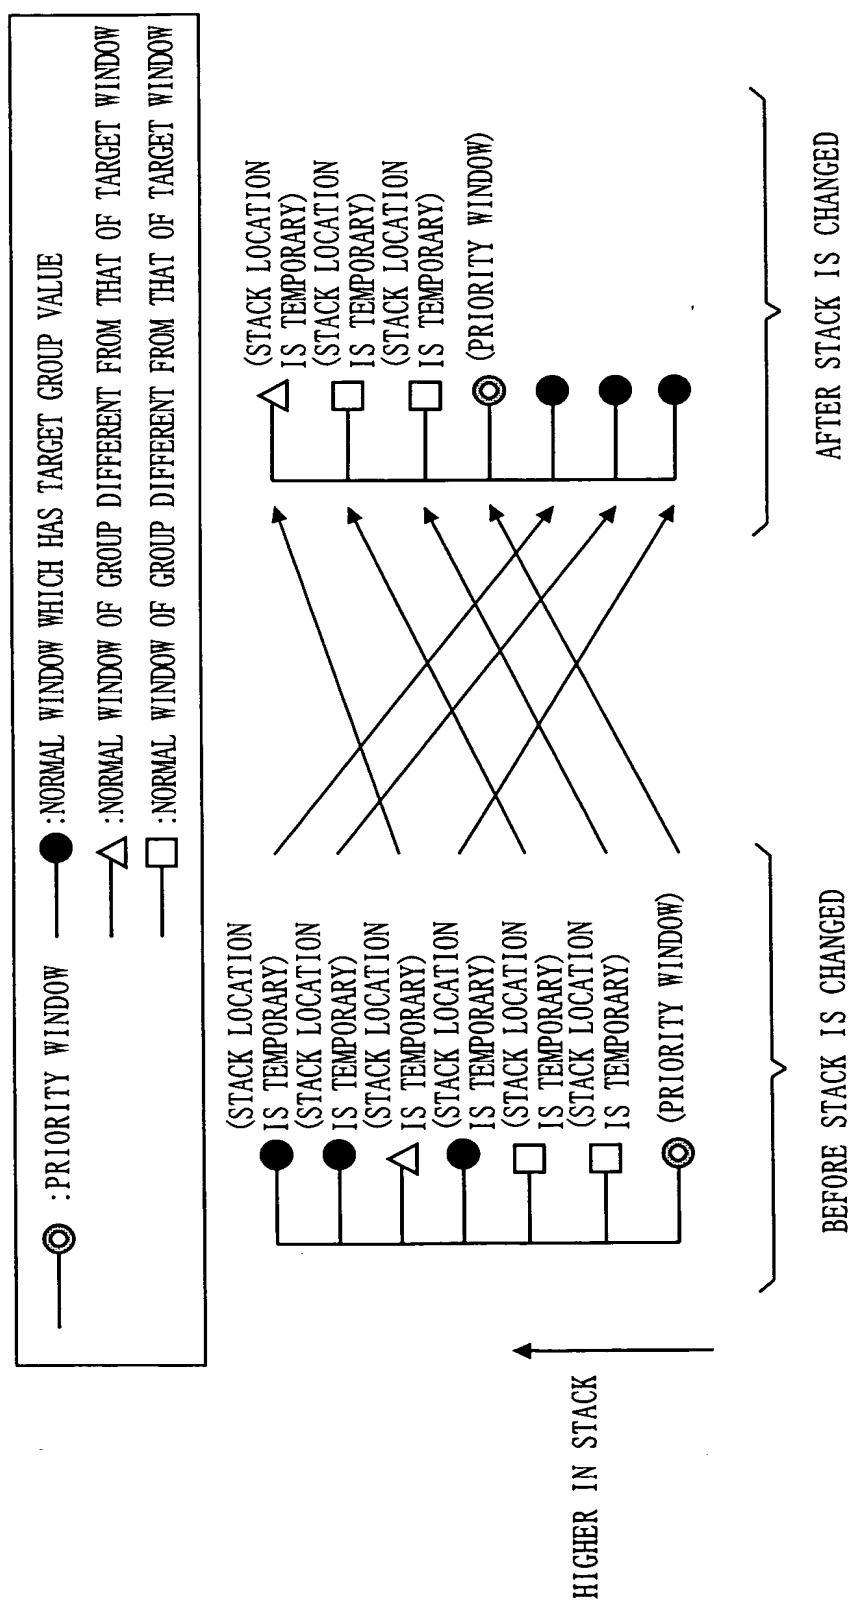 :PRIORITY WINDOW
:NORMAL WINDOW WHICH HAS TARGET GROUP VALUE
:NORMAL WINDOW OF GROUP DIFFERENT FROM THAT OF TARGET WINDOW
:NORMAL WINDOW OF GROUP DIFFERENT FROM THAT OF TARGET WINDOW
HIGHER IN STACK
(STACK LOCATION
IS TEMPORARY)
(STACK LOCATION
IS TEMPORARY)
(STACK LOCATION
IS TEMPORARY)
(STACK LOCATION
IS TEMPORARY)
(STACK LOCATION
IS TEMPORARY)
(STACK LOCATION
IS TEMPORARY)
(PRIORITY WINDOW)
BEFORE STACK IS CHANGED
(STACK LOCATION
IS TEMPORARY)
(STACK LOCATION
IS TEMPORARY)
(STACK LOCATION
IS TEMPORARY)
(PRIORITY WINDOW)
AFTER STACK IS CHANGED